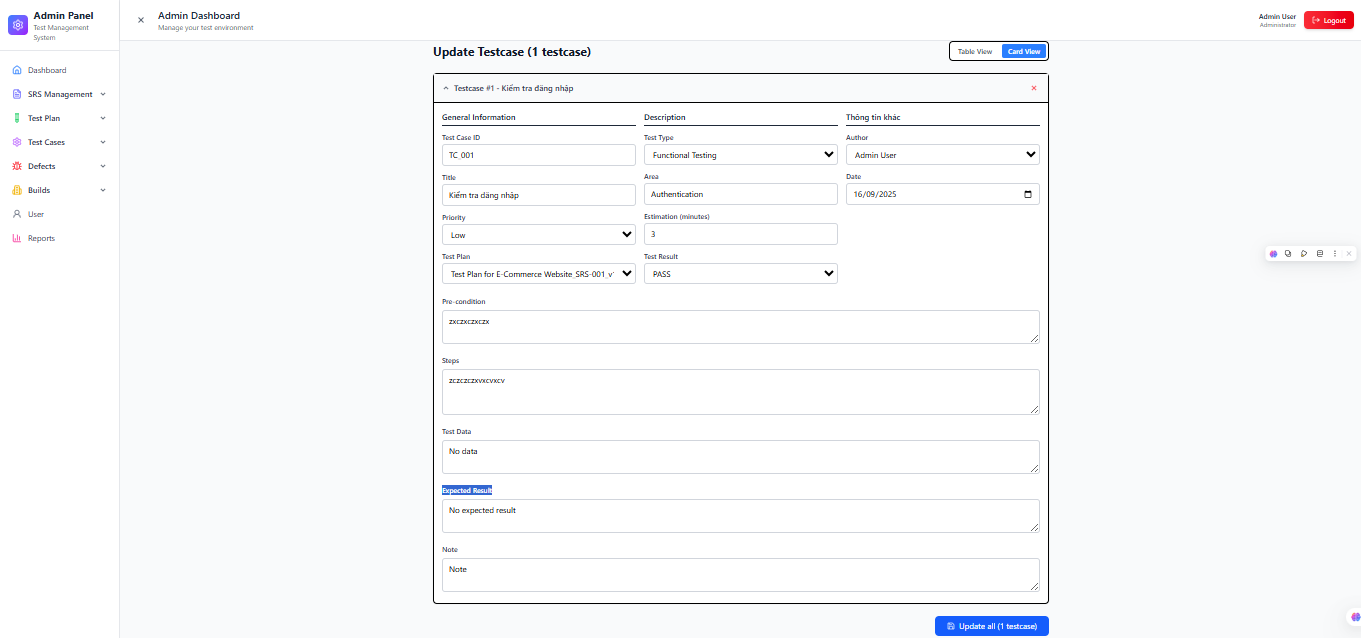 Admin Panel
Test Management
System
Dashboard
SRS Management
Test Plan
Test Cases
Defects
Builds
User
Reports
Admin Dashboard
Manage your test environment
Admin User
Administrator
Logout
Update Testcase (1 testcase)
Table View
Card View
Testcase #1 - Kiểm tra đăng nhập
General Information
Description
Thông tin khác
Test Case ID
Test Type
Author
TC_001
Functional Testing
Admin User
Title
Area
Date
Kiểm tra đăng nhập
Authentication
16/09/2025
Priority
Estimation (minutes)
Low
3
Test Plan
Test Result
Test Plan for E-Commerce Website_SRS-001_v
PASS
Pre-condition
zxczxczxczx
Steps
zczczczxvxcvxcv
Test Data
No data
Expected Result
No expected result
Note
Note
Update all (1 testcase)